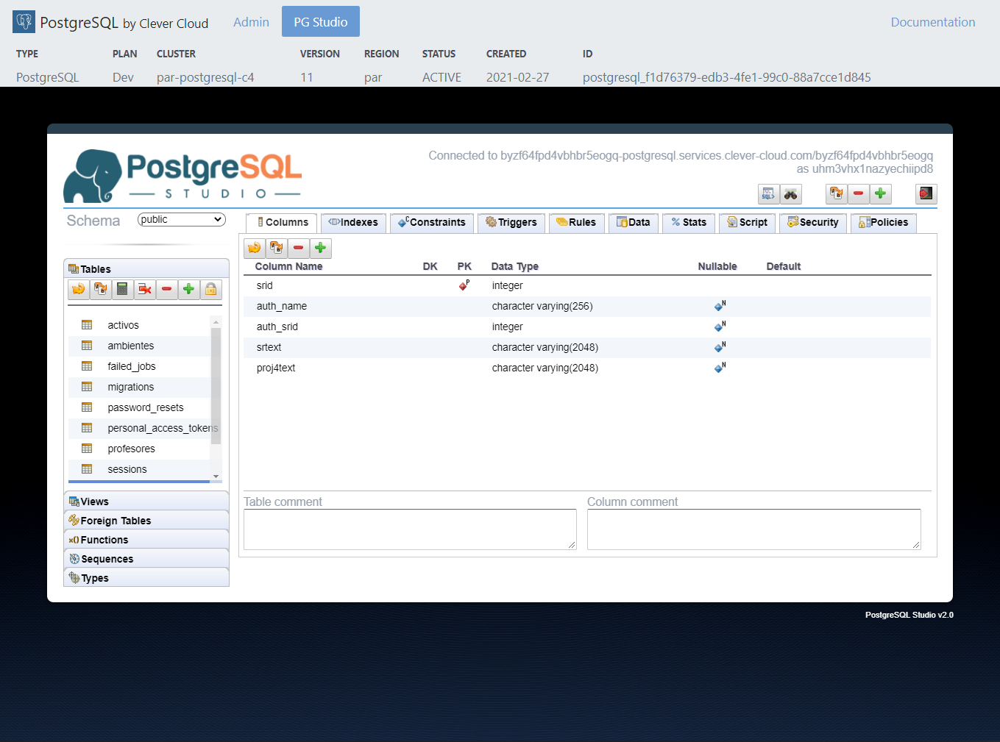 PostgreSQL by Clever Cloud Admin PG Studio Documentation
TYPE PLAN CLUSTER VERSION REGION STATUS CREATED ID
PostgreSQL Dev par-postgresql-c4 11 par ACTIVE 2021-02-27 postgresql_f1d76379-edb3-4fe1-99c0-88a7cce1d845
PostgreSQL
STUDIO
Connected to byzf64fpd4vbhbr5eogq-postgresql.services.clever-cloud.com/byzf64fpd4vbhbr5eogq
as uhm3vhx1nazyechiipd8
SQL>
Schema public
Columns Indexes Constraints Triggers Rules Data Stats Script Security Policies
Tables
activos
ambientes
failed_jobs
migrations
password_resets
personal_access_tokens
profesores
sessions
Views
Foreign Tables
Functions
Sequences
Types
Column Name DK PK Data Type Nullable Default
srid P integer
auth_name character varying(256) N
auth_srid integer N
srtext character varying(2048) N
proj4text character varying(2048) N
Table comment Column comment
PostgreSQL Studio v2.0